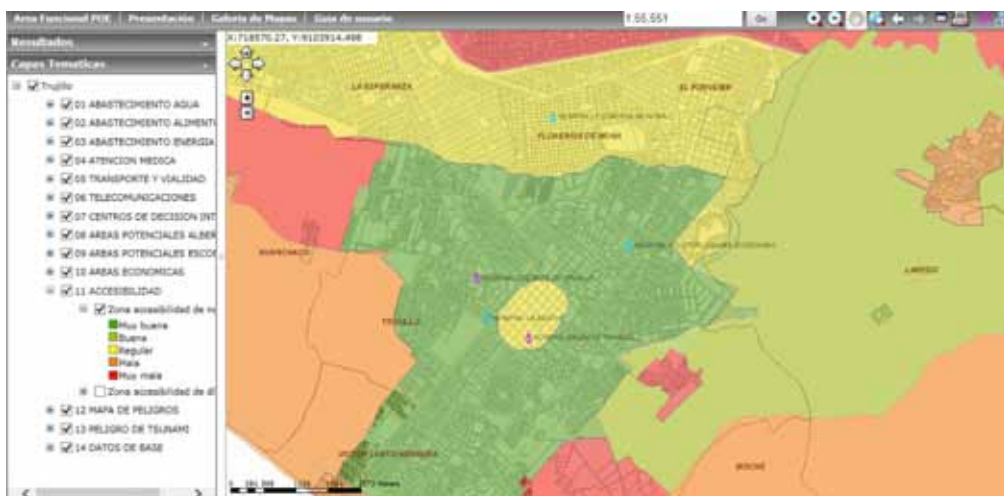 Area Funcional POE | Presentación | Galeria de Mapas | Guia de usuario
1:55.551
Go
Resultados
X:718570.27, Y:9103914.498
Capas Tematicas
Trujillo
01 ABASTECIMIENTO AGUA
02 ABASTECIMIENTO ALIMENT
03 ABASTECIMIENTO ENERGIA
04 ATENCION MEDICA
05 TRANSPORTE Y VIALIDAD
06 TELECOMUNICACIONES
07 CENTROS DE DECISION INT
08 AREAS POTENCIALES ALBER
09 AREAS POTENCIALES ESCO
10 AREAS ECONOMICAS
11 ACCESIBILIDAD
Zona accesibilidad de
Muy buena
Buena
Regular
Mala
Muy mala
Zona accesibilidad de di
12 MAPA DE PELIGROS
13 PELIGRO DE TSUNAMI
14 DATOS DE BASE
LA ESPERANZA
EL PORVENIR
FLORENCIA DE MORA
HUANCHACO
LAREDO
TRUJILLO
VICTOR LARCO HERRERA
MOCHE